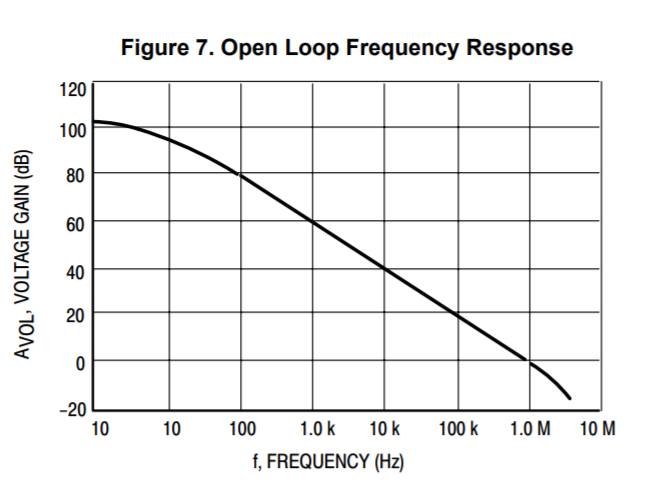 Figure 7. Open Loop Frequency Response
AVOL, VOLTAGE GAIN (dB)
120
100
80
60
40
20
0
−20
10 10 100 1.0 k 10 k 100 k 1.0 M 10 M
f, FREQUENCY (Hz)